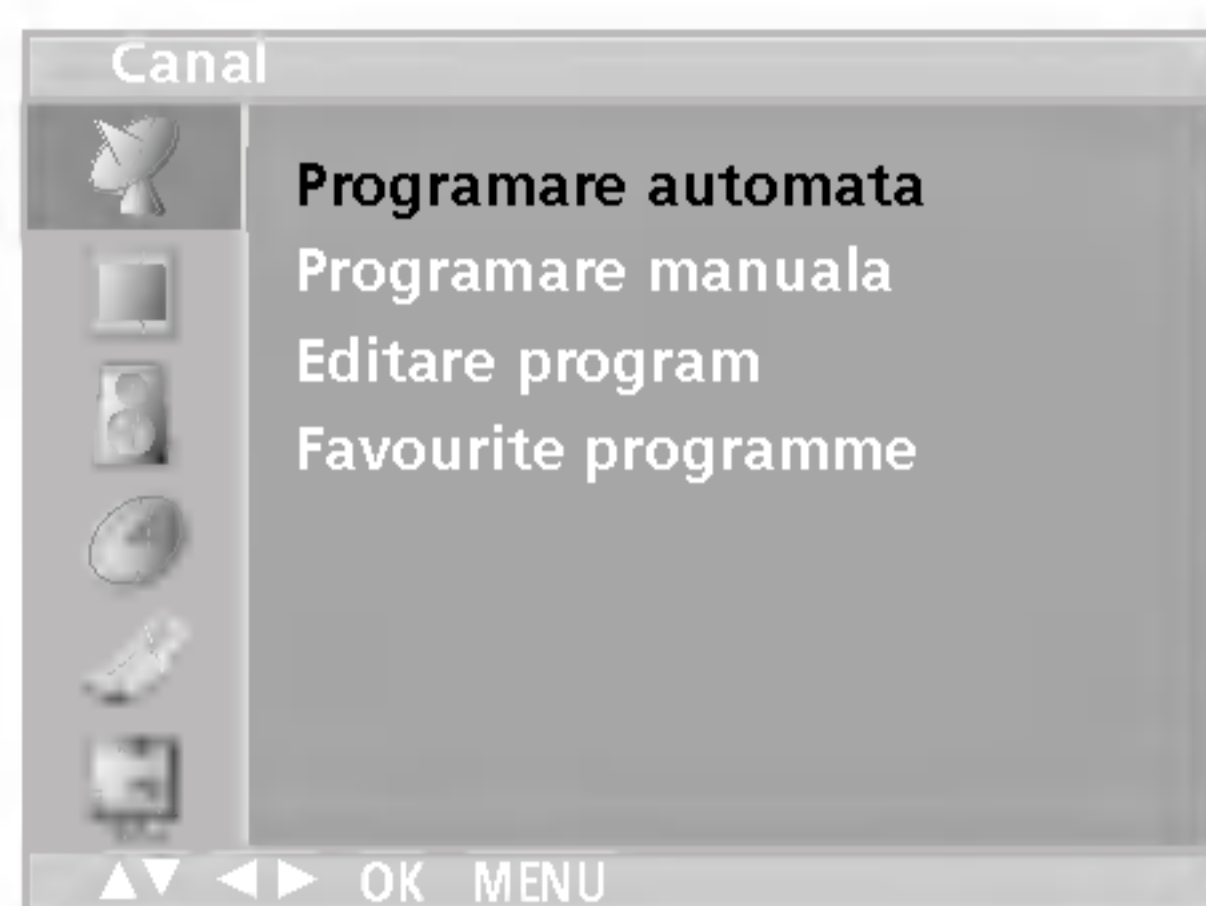 Canal
Programare automata
Programare manuala
Editare program
Favourite programme
▲▼ ◀▶ OK MENU